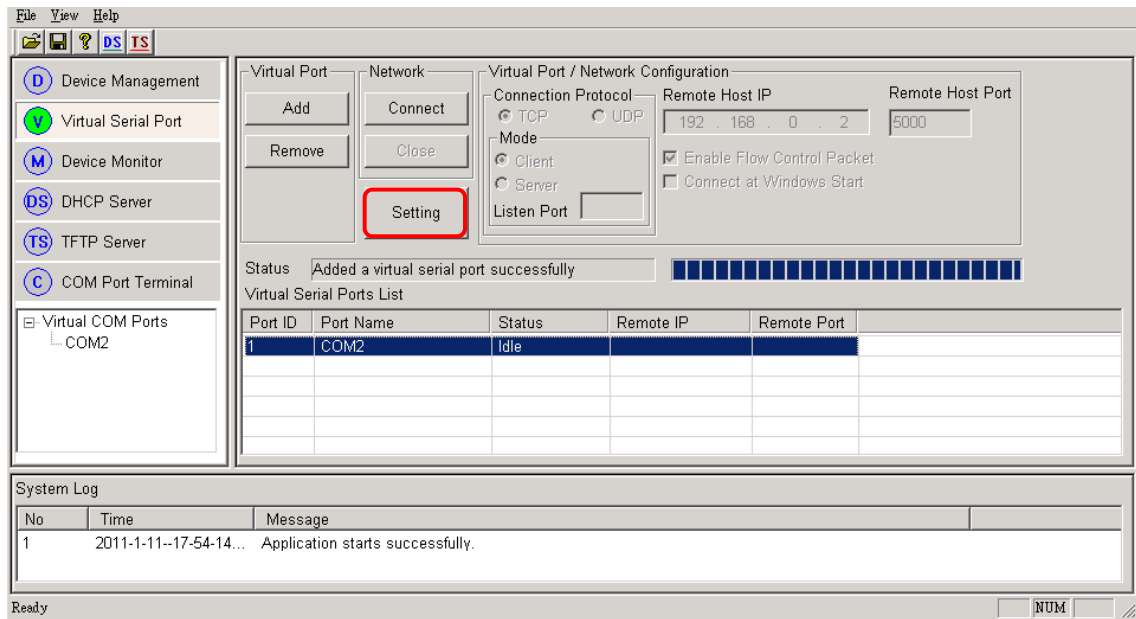 File View Help
DS TS
D Device Management
V Virtual Serial Port
M Device Monitor
DS DHCP Server
TS TFTP Server
C COM Port Terminal
Virtual COM Ports
COM2
Virtual Port
Add
Remove
Network
Connect
Close
Setting
Virtual Port / Network Configuration
Connection Protocol
TCP UDP
Mode
Client
Server
Listen Port
Remote Host IP
192 . 168 . 0 . 2
Remote Host Port
5000
Enable Flow Control Packet
Connect at Windows Start
Status Added a virtual serial port successfully
Virtual Serial Ports List
Port ID Port Name Status Remote IP Remote Port
1 COM2 Idle
System Log
No Time Message
1 2011-1-11--17-54-14... Application starts successfully.
Ready NUM